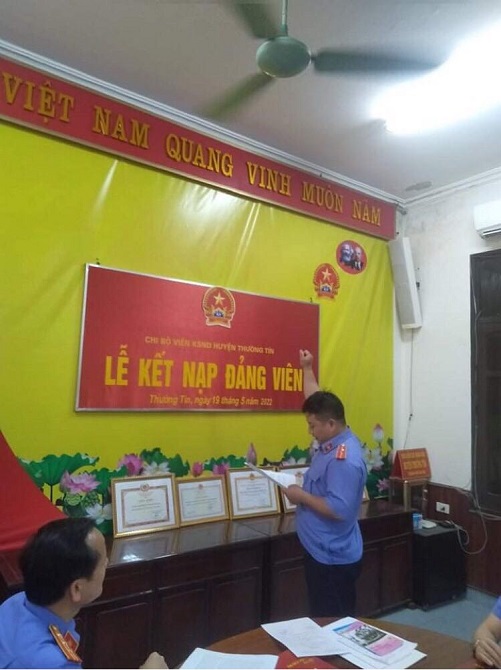 VIỆT NAM QUANG VINH MUÔN NĂM
CHI BỘ VIỆN KSND HUYỆN THƯỜNG TÍN
LỄ KẾT NẠP ĐẢNG VIÊN
Thường Tín, ngày 19 tháng 5 năm 2022